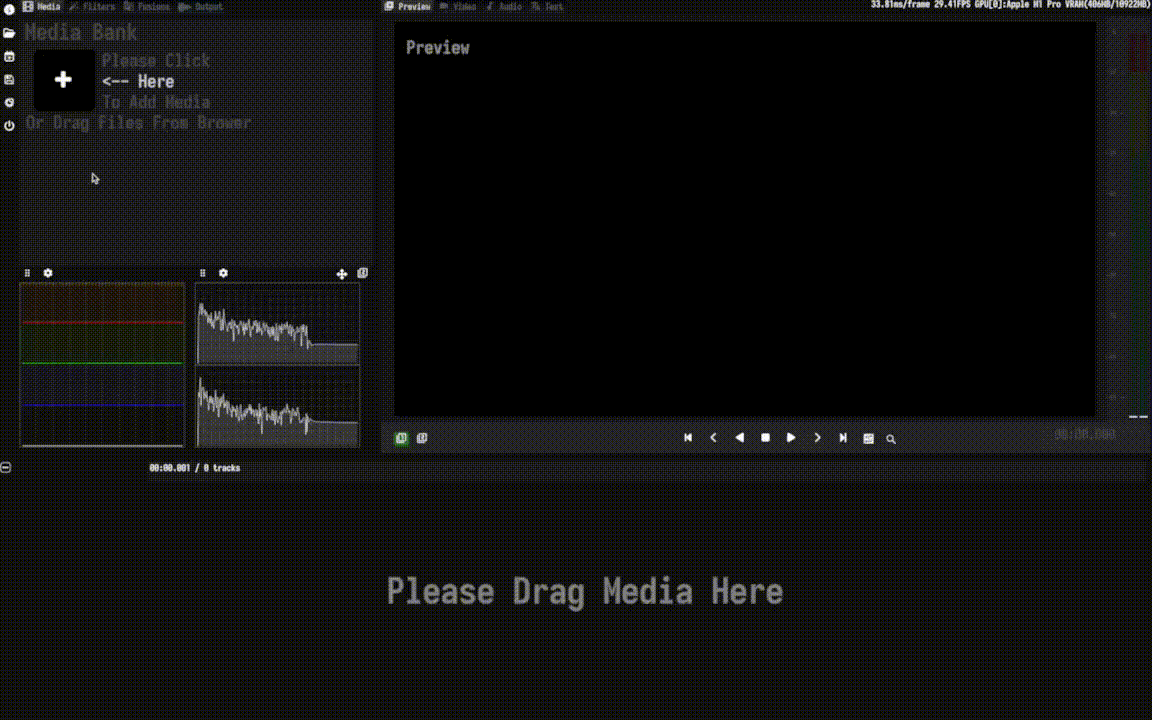 Media Filters Fusions Output
Preview Video Audio Text
33.81ms/frame 29.41FPS GPU[0]:Apple M1 Pro VRAM(406MB/10922MB)
Media Bank
Please Click
<-- Here
To Add Media
Or Drag Files From Brower
Preview
00:00.000
00:00.001 / 0 tracks
Please Drag Media Here